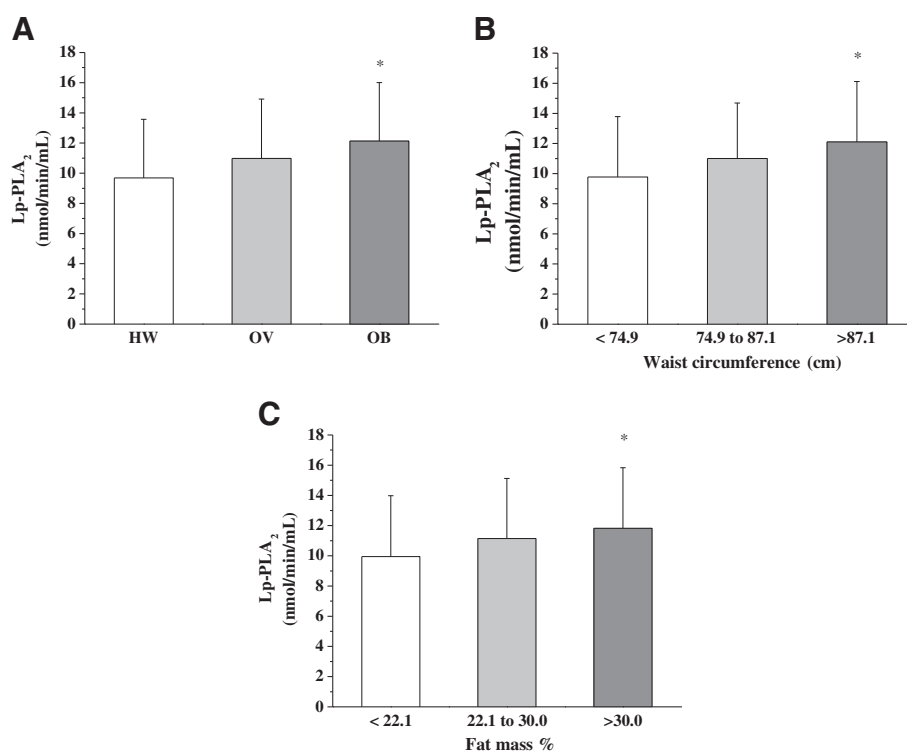 A
18
16
14
12
10
8
6
4
2
0
Lp-PLA₂
(nmol/min/mL)
*
HW OV OB
B
18
16
14
12
10
8
6
4
2
0
Lp-PLA₂
(nmol/min/mL)
*
< 74.9 74.9 to 87.1 >87.1
Waist circumference (cm)
C
18
16
14
12
10
8
6
4
2
0
Lp-PLA₂
(nmol/min/mL)
*
< 22.1 22.1 to 30.0 >30.0
Fat mass %